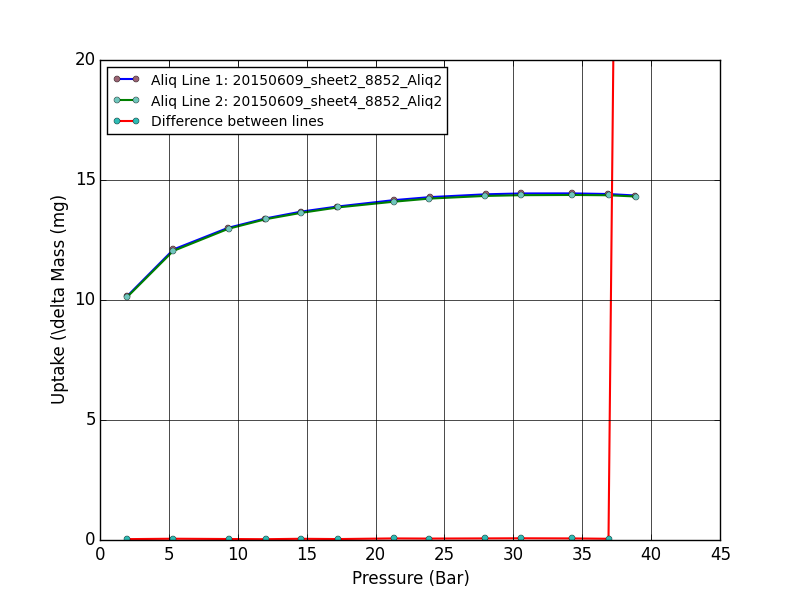 20
Aliq Line 1: 20150609_sheet2_8852_Aliq2
Aliq Line 2: 20150609_sheet4_8852_Aliq2
Difference between lines
15
10
5
0
Uptake (\delta Mass (mg)
0 5 10 15 20 25 30 35 40 45
Pressure (Bar)